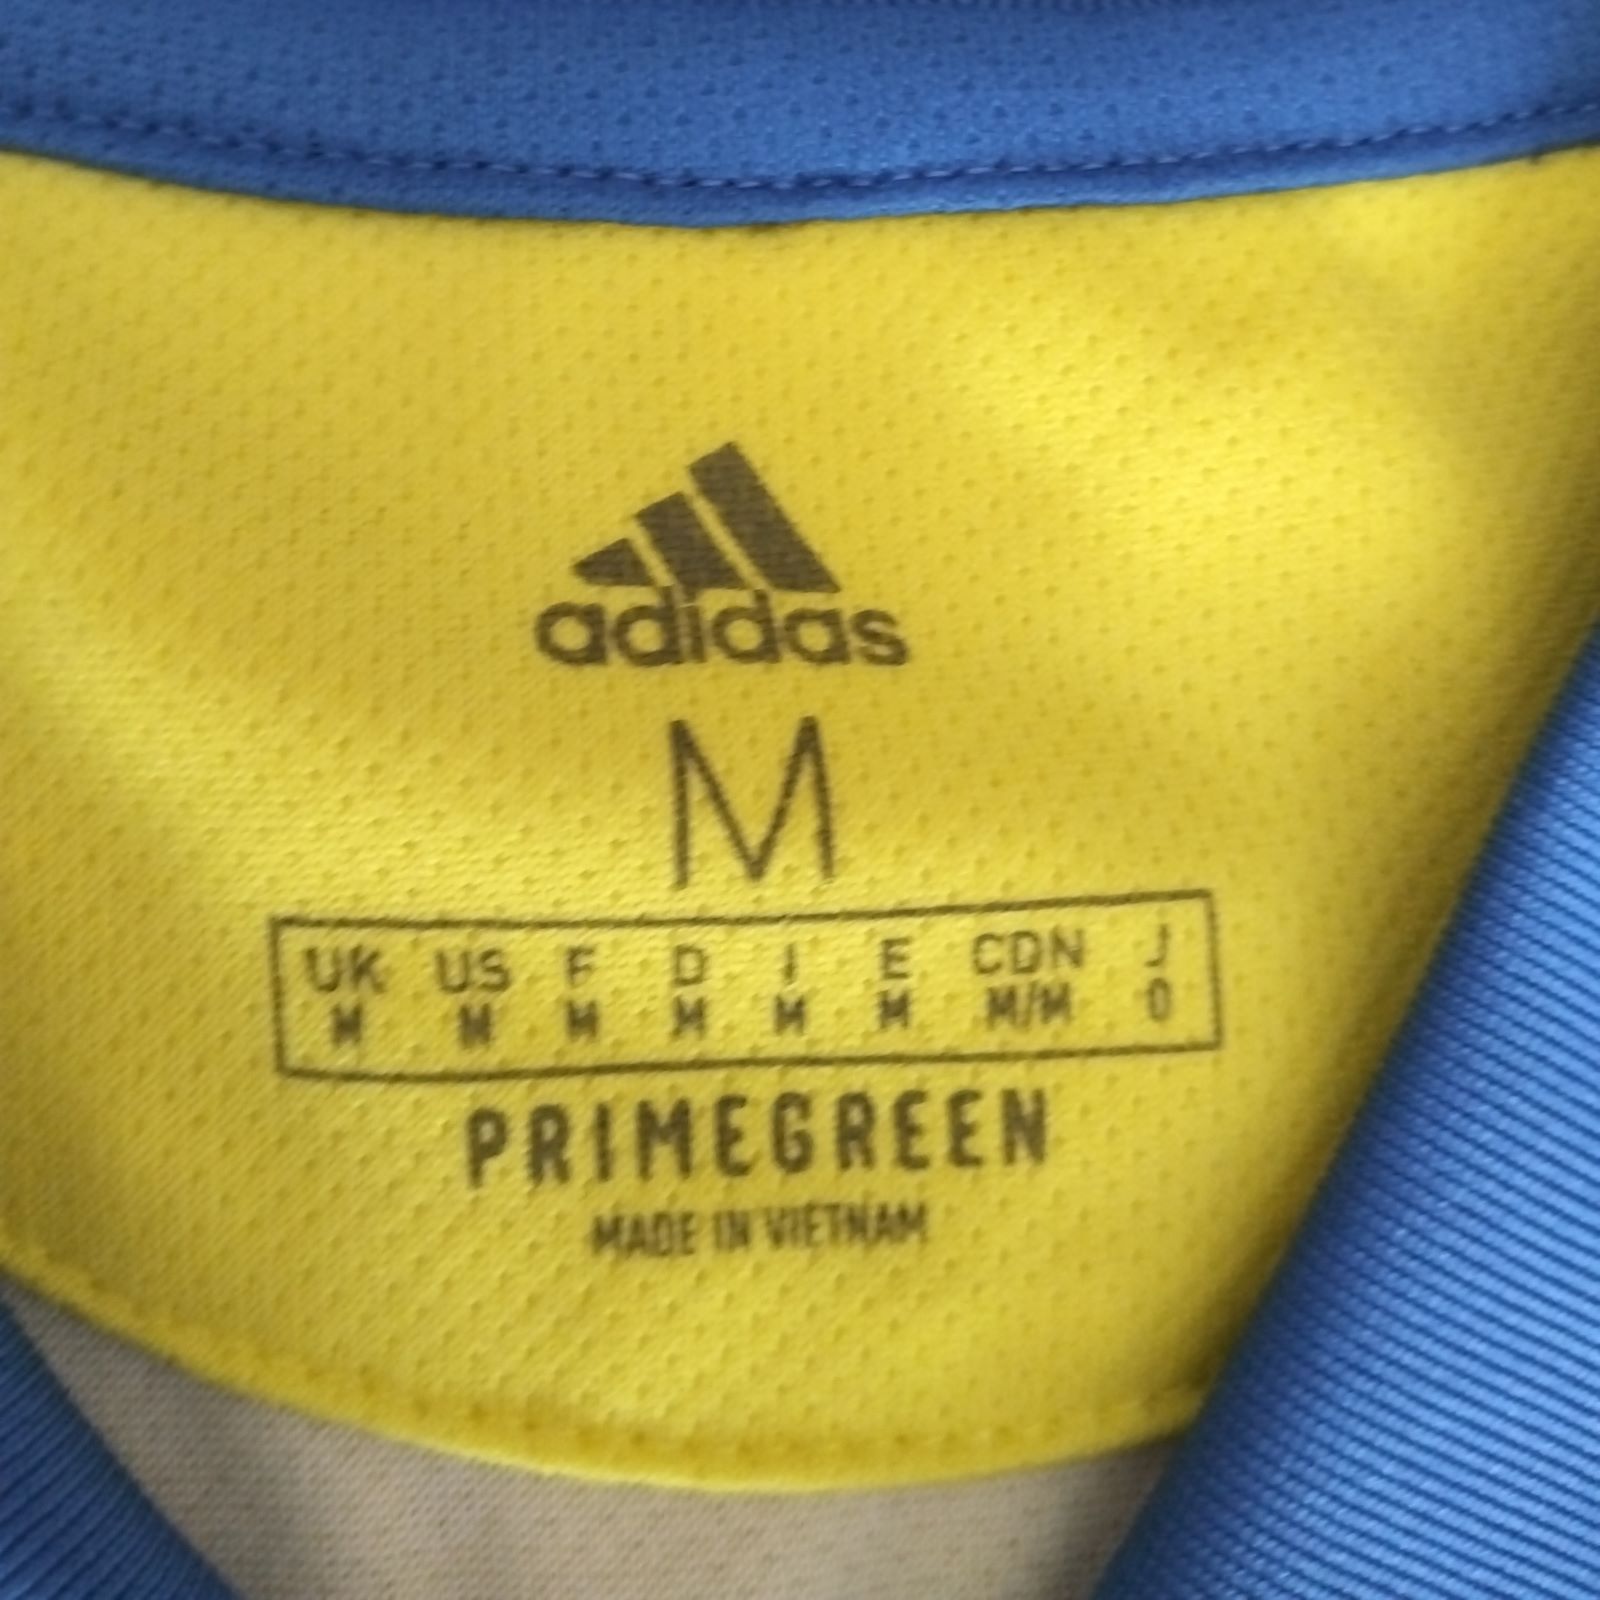 adidas
M
UK US F D I E CDN J
M M M M M M M/M O
PRIMEGREEN
MADE IN VIETNAM